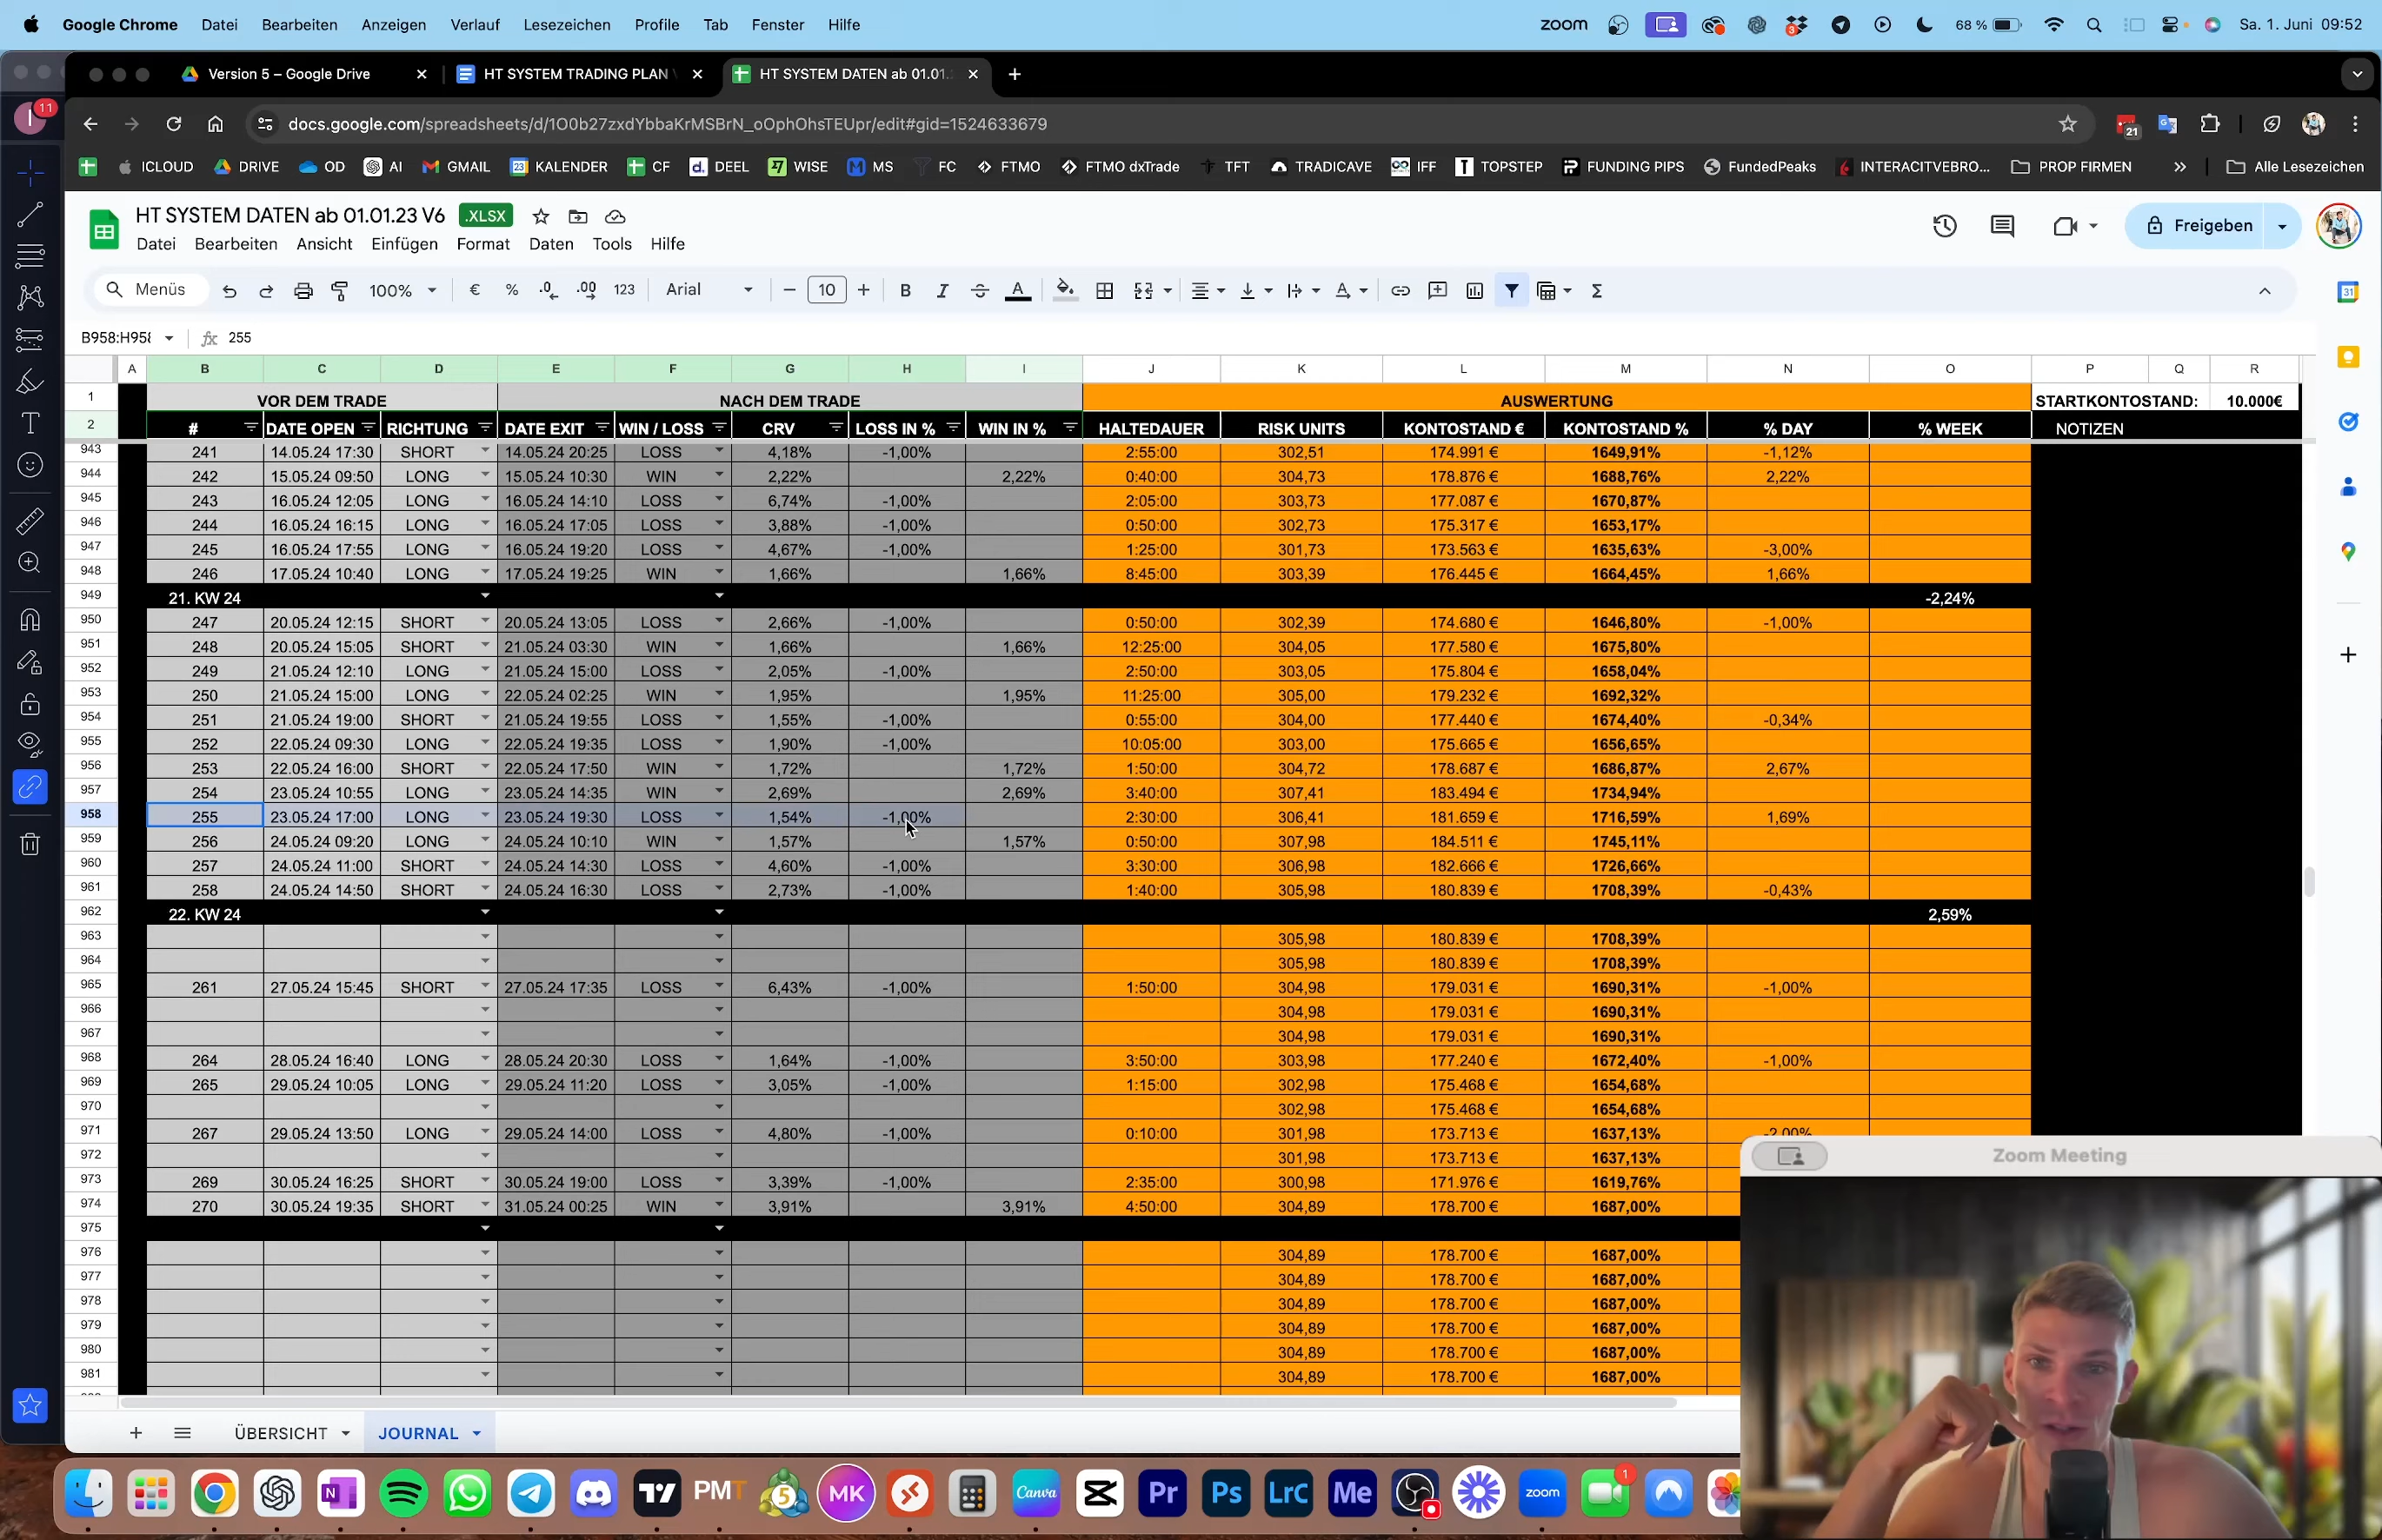 Google Chrome Datei Bearbeiten Anzeigen Verlauf Lesezeichen Profile Tab Fenster Hilfe zoom 3 68 % Sa. 1. Juni 09:52
Version 5 – Google Drive HT SYSTEM TRADING PLAN HT SYSTEM DATEN ab 01.01.
I 11
docs.google.com/spreadsheets/d/1O0b27zxdYbbaKrMSBrN_oOphOhsTEUpr/edit#gid=1524633679 21
ICLOUD DRIVE OD AI GMAIL 23 KALENDER CF d. DEEL WISE MS FC FTMO FTMO dxTrade TFT TRADICAVE IFF TOPSTEP FUNDING PIPS FundedPeaks INTERACITVEBRO... PROP FIRMEN » Alle Lesezeichen
HT SYSTEM DATEN ab 01.01.23 V6 .XLSX Freigeben
Datei Bearbeiten Ansicht Einfügen Format Daten Tools Hilfe
Menüs 100% € % .0 .00 123 Arial 10 B I S A Σ 31
B958:H958 fx 255
A B C D E F G H I J K L M N O P Q R
1 VOR DEM TRADE NACH DEM TRADE AUSWERTUNG STARTKONTOSTAND: 10.000€
2 # DATE OPEN RICHTUNG DATE EXIT WIN / LOSS CRV LOSS IN % WIN IN % HALTEDAUER RISK UNITS KONTOSTAND € KONTOSTAND % % DAY % WEEK NOTIZEN
943 241 14.05.24 17:30 SHORT 14.05.24 20:25 LOSS 4,18% -1,00% 2:55:00 302,51 174.991 € 1649,91% -1,12%
944 242 15.05.24 09:50 LONG 15.05.24 10:30 WIN 2,22% 2,22% 0:40:00 304,73 178.876 € 1688,76% 2,22%
945 243 16.05.24 12:05 LONG 16.05.24 14:10 LOSS 6,74% -1,00% 2:05:00 303,73 177.087 € 1670,87%
946 244 16.05.24 16:15 LONG 16.05.24 17:05 LOSS 3,88% -1,00% 0:50:00 302,73 175.317 € 1653,17%
947 245 16.05.24 17:55 LONG 16.05.24 19:20 LOSS 4,67% -1,00% 1:25:00 301,73 173.563 € 1635,63% -3,00%
948 246 17.05.24 10:40 LONG 17.05.24 19:25 WIN 1,66% 1,66% 8:45:00 303,39 176.445 € 1664,45% 1,66%
949 21. KW 24 -2,24%
950 247 20.05.24 12:15 SHORT 20.05.24 13:05 LOSS 2,66% -1,00% 0:50:00 302,39 174.680 € 1646,80% -1,00%
951 248 20.05.24 15:05 SHORT 21.05.24 03:30 WIN 1,66% 1,66% 12:25:00 304,05 177.580 € 1675,80%
952 249 21.05.24 12:10 LONG 21.05.24 15:00 LOSS 2,05% -1,00% 2:50:00 303,05 175.804 € 1658,04%
953 250 21.05.24 15:00 LONG 22.05.24 02:25 WIN 1,95% 1,95% 11:25:00 305,00 179.232 € 1692,32%
954 251 21.05.24 19:00 SHORT 21.05.24 19:55 LOSS 1,55% -1,00% 0:55:00 304,00 177.440 € 1674,40% -0,34%
955 252 22.05.24 09:30 LONG 22.05.24 19:35 LOSS 1,90% -1,00% 10:05:00 303,00 175.665 € 1656,65%
956 253 22.05.24 16:00 SHORT 22.05.24 17:50 WIN 1,72% 1,72% 1:50:00 304,72 178.687 € 1686,87% 2,67%
957 254 23.05.24 10:55 LONG 23.05.24 14:35 WIN 2,69% 2,69% 3:40:00 307,41 183.494 € 1734,94%
958 255 23.05.24 17:00 LONG 23.05.24 19:30 LOSS 1,54% -1,00% 2:30:00 306,41 181.659 € 1716,59% 1,69%
959 256 24.05.24 09:20 LONG 24.05.24 10:10 WIN 1,57% 1,57% 0:50:00 307,98 184.511 € 1745,11%
960 257 24.05.24 11:00 SHORT 24.05.24 14:30 LOSS 4,60% -1,00% 3:30:00 306,98 182.666 € 1726,66%
961 258 24.05.24 14:50 SHORT 24.05.24 16:30 LOSS 2,73% -1,00% 1:40:00 305,98 180.839 € 1708,39% -0,43%
962 22. KW 24 2,59%
963 305,98 180.839 € 1708,39%
964 305,98 180.839 € 1708,39%
965 261 27.05.24 15:45 SHORT 27.05.24 17:35 LOSS 6,43% -1,00% 1:50:00 304,98 179.031 € 1690,31% -1,00%
966 304,98 179.031 € 1690,31%
967 304,98 179.031 € 1690,31%
968 264 28.05.24 16:40 LONG 28.05.24 20:30 LOSS 1,64% -1,00% 3:50:00 303,98 177.240 € 1672,40% -1,00%
969 265 29.05.24 10:05 LONG 29.05.24 11:20 LOSS 3,05% -1,00% 1:15:00 302,98 175.468 € 1654,68%
970 302,98 175.468 € 1654,68%
971 267 29.05.24 13:50 LONG 29.05.24 14:00 LOSS 4,80% -1,00% 0:10:00 301,98 173.713 € 1637,13% -2,00%
972 301,98 173.713 € 1637,13%
973 269 30.05.24 16:25 SHORT 30.05.24 19:00 LOSS 3,39% -1,00% 2:35:00 300,98 171.976 € 1619,76%
974 270 30.05.24 19:35 SHORT 31.05.24 00:25 WIN 3,91% 3,91% 4:50:00 304,89 178.700 € 1687,00%
975
976 304,89 178.700 € 1687,00%
977 304,89 178.700 € 1687,00%
978 304,89 178.700 € 1687,00%
979 304,89 178.700 € 1687,00%
980 304,89 178.700 € 1687,00%
981 304,89 178.700 € 1687,00%
Zoom Meeting
ÜBERSICHT JOURNAL
N PMT 5 MK Canva Pr Ps LrC Me zoom 1